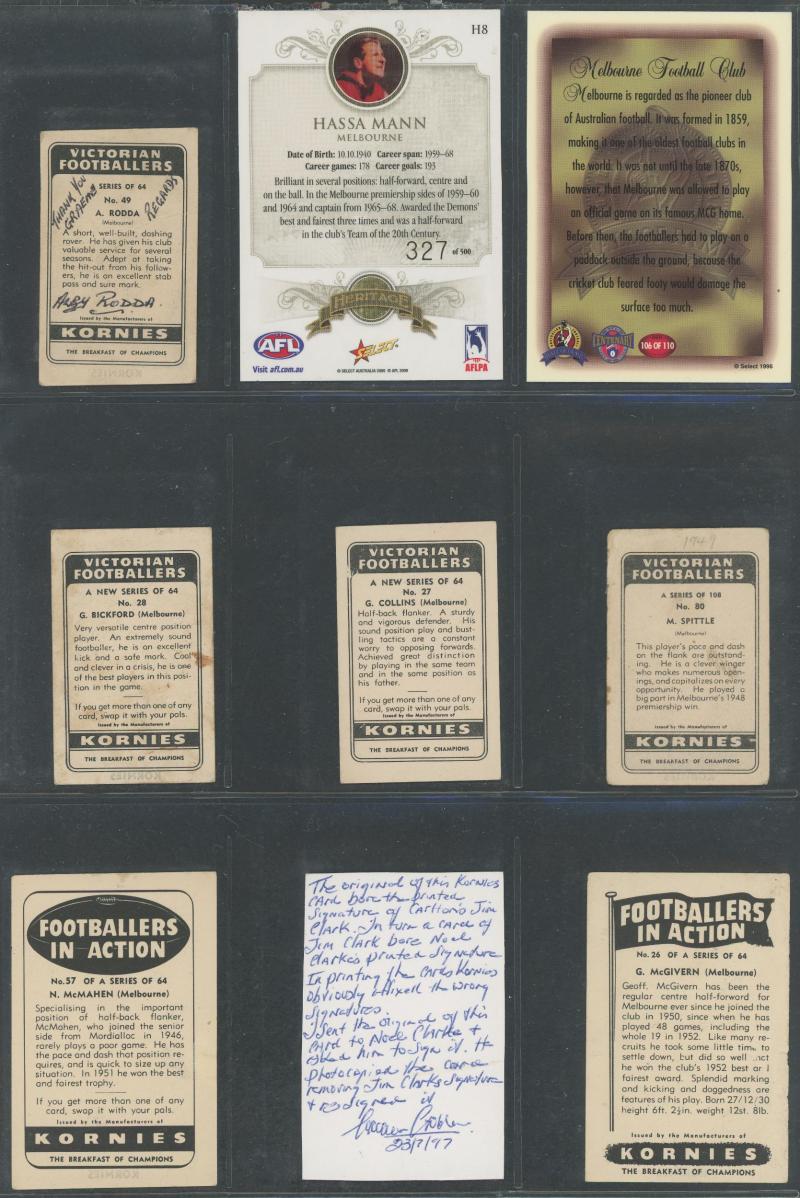 VICTORIAN
FOOTBALLERS
A SERIES OF 64
No. 49
A. RODDA
(Melbourne)
A short, well-built, dashing
rover. He has given his club
valuable service for several
seasons. Adept at taking
the hit-out from his follow-
ers, he is an excellent stab
pass and sure mark.
THANK YOU
GRAEME
REGARDS
RODDA.
Issued by the Manufacturers of
KORNIES
THE BREAKFAST OF CHAMPIONS
H8
HASSA MANN
MELBOURNE
Date of Birth: 10.10.1940 Career span: 1959–68
Career games: 178 Career goals: 193
Brilliant in several positions: half-forward, centre and
on the ball. In the Melbourne premiership sides of 1959–60
and 1964 and captain from 1965–68. Awarded the Demons'
best and fairest three times and was a half-forward
in the club's Team of the 20th Century.
327 of 500
HERITAGE
AFL
Visit afl.com.au
SELECT
AFLPA
Melbourne Football Club
Melbourne is regarded as the pioneer club
of Australian football. It was formed in 1859,
making it one of the oldest football clubs in
the world. It was not until the late 1870s,
however, that Melbourne was allowed to play
an official game on its famous MCG home.
Before then, the footballers had to play on a
paddock outside the ground, because the
cricket club feared footy would damage the
surface too much.
CENTENARY
106 OF 110
© Select 1996
VICTORIAN
FOOTBALLERS
A NEW SERIES OF 64
No. 28
G. BICKFORD (Melbourne)
Very versatile centre position
player. An extremely sound
footballer, he is an excellent
kick and a safe mark. Cool
and clever in a crisis, he is one
of the best players in this posi-
tion in the game.
If you get more than one of any
card, swap it with your pals.
Issued by the Manufacturers of
KORNIES
THE BREAKFAST OF CHAMPIONS
VICTORIAN
FOOTBALLERS
A NEW SERIES OF 64
No. 27
G. COLLINS (Melbourne)
Half-back flanker. A sturdy
and vigorous defender. His
sound position play and bust-
ling tactics are a constant
worry to opposing forwards.
Achieved great distinction
by playing in the same team
and in the same position as
his father.
If you get more than one of any
card, swap it with your pals.
Issued by the Manufacturers of
KORNIES
THE BREAKFAST OF CHAMPIONS
1949
VICTORIAN
FOOTBALLERS
A SERIES OF 108
No. 80
M. SPITTLE
(Melbourne)
This player's pace and dash
on the flank are outstand-
ing. He is a clever winger
who makes numerous open-
ings, and capitalizes on every
opportunity. He played a
big part in Melbourne's 1948
premiership win.
Issued by the Manufacturers of
KORNIES
THE BREAKFAST OF CHAMPIONS
FOOTBALLERS
IN ACTION
No. 57 OF A SERIES OF 64
N. McMAHEN (Melbourne)
Specialising in the important
position of half-back flanker,
McMahen, who joined the senior
side from Mordialloc in 1946,
rarely plays a poor game. He has
the pace and dash that position re-
quires, and is quick to size up any
situation. In 1951 he won the best
and fairest trophy.
If you get more than one of any
card, swap it with your pals.
Issued by the Manufacturers of
KORNIES
THE BREAKFAST OF CHAMPIONS
The original of this Kornies
card bore the printed
signature of Carlton's Jim
Clark. In turn a card of
Jim Clark bore Noel
Clarke's printed signature
In printing the cards Kornies
obviously affixed the wrong
signatures.
I sent the original of this
card to Noel Clarke +
asked him to sign it. He
photocopied the card
removing Jim Clarks signature
+ resigned it
23/7/97
FOOTBALLERS
IN ACTION
No. 26 OF A SERIES OF 64
G. McGIVERN (Melbourne)
Geoff. McGivern has been the
regular centre half-forward for
Melbourne ever since he joined the
club in 1950, since when he has
played 48 games, including the
whole 19 in 1952. Like many re-
cruits he took some little time to
settle down, but did so well
he won the club's 1952 best
fairest award. Splendid marking
and kicking and doggedness are
features of his play. Born 27/12/30
height 6ft. 2½in. weight 12st. 8lb.
Issued by the Manufacturers of
KORNIES
THE BREAKFAST OF CHAMPIONS